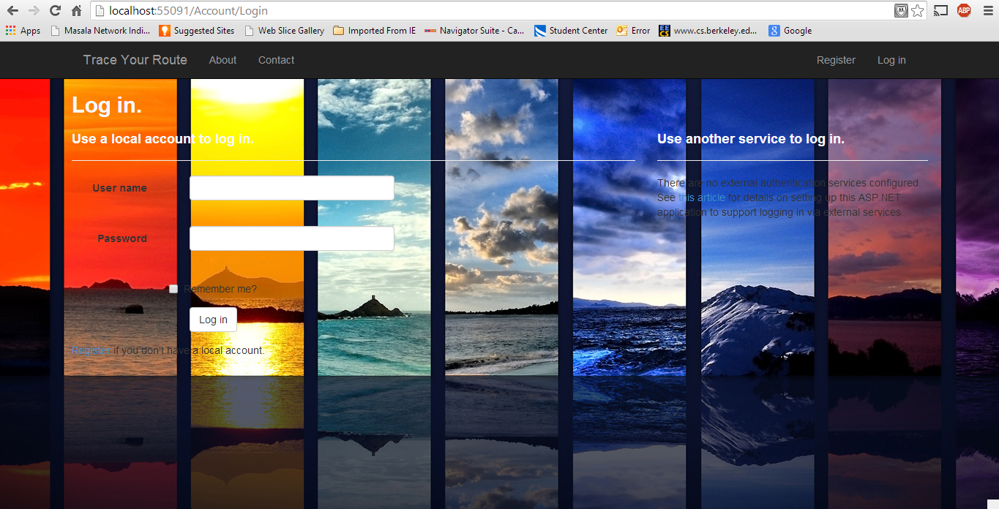 localhost:55091/Account/Login
ABP
Apps Masala Network Indi... Suggested Sites Web Slice Gallery Imported From IE Navigator Suite - Ca... Student Center Error EE CS www.cs.berkeley.ed... 8 Google
Trace Your Route About Contact Register Log in
Log in.
Use a local account to log in.
User name
Password
Remember me?
Log in
Register if you don't have a local account.
Use another service to log in.
There are no external authentication services configured.
See this article for details on setting up this ASP.NET
application to support logging in via external services.